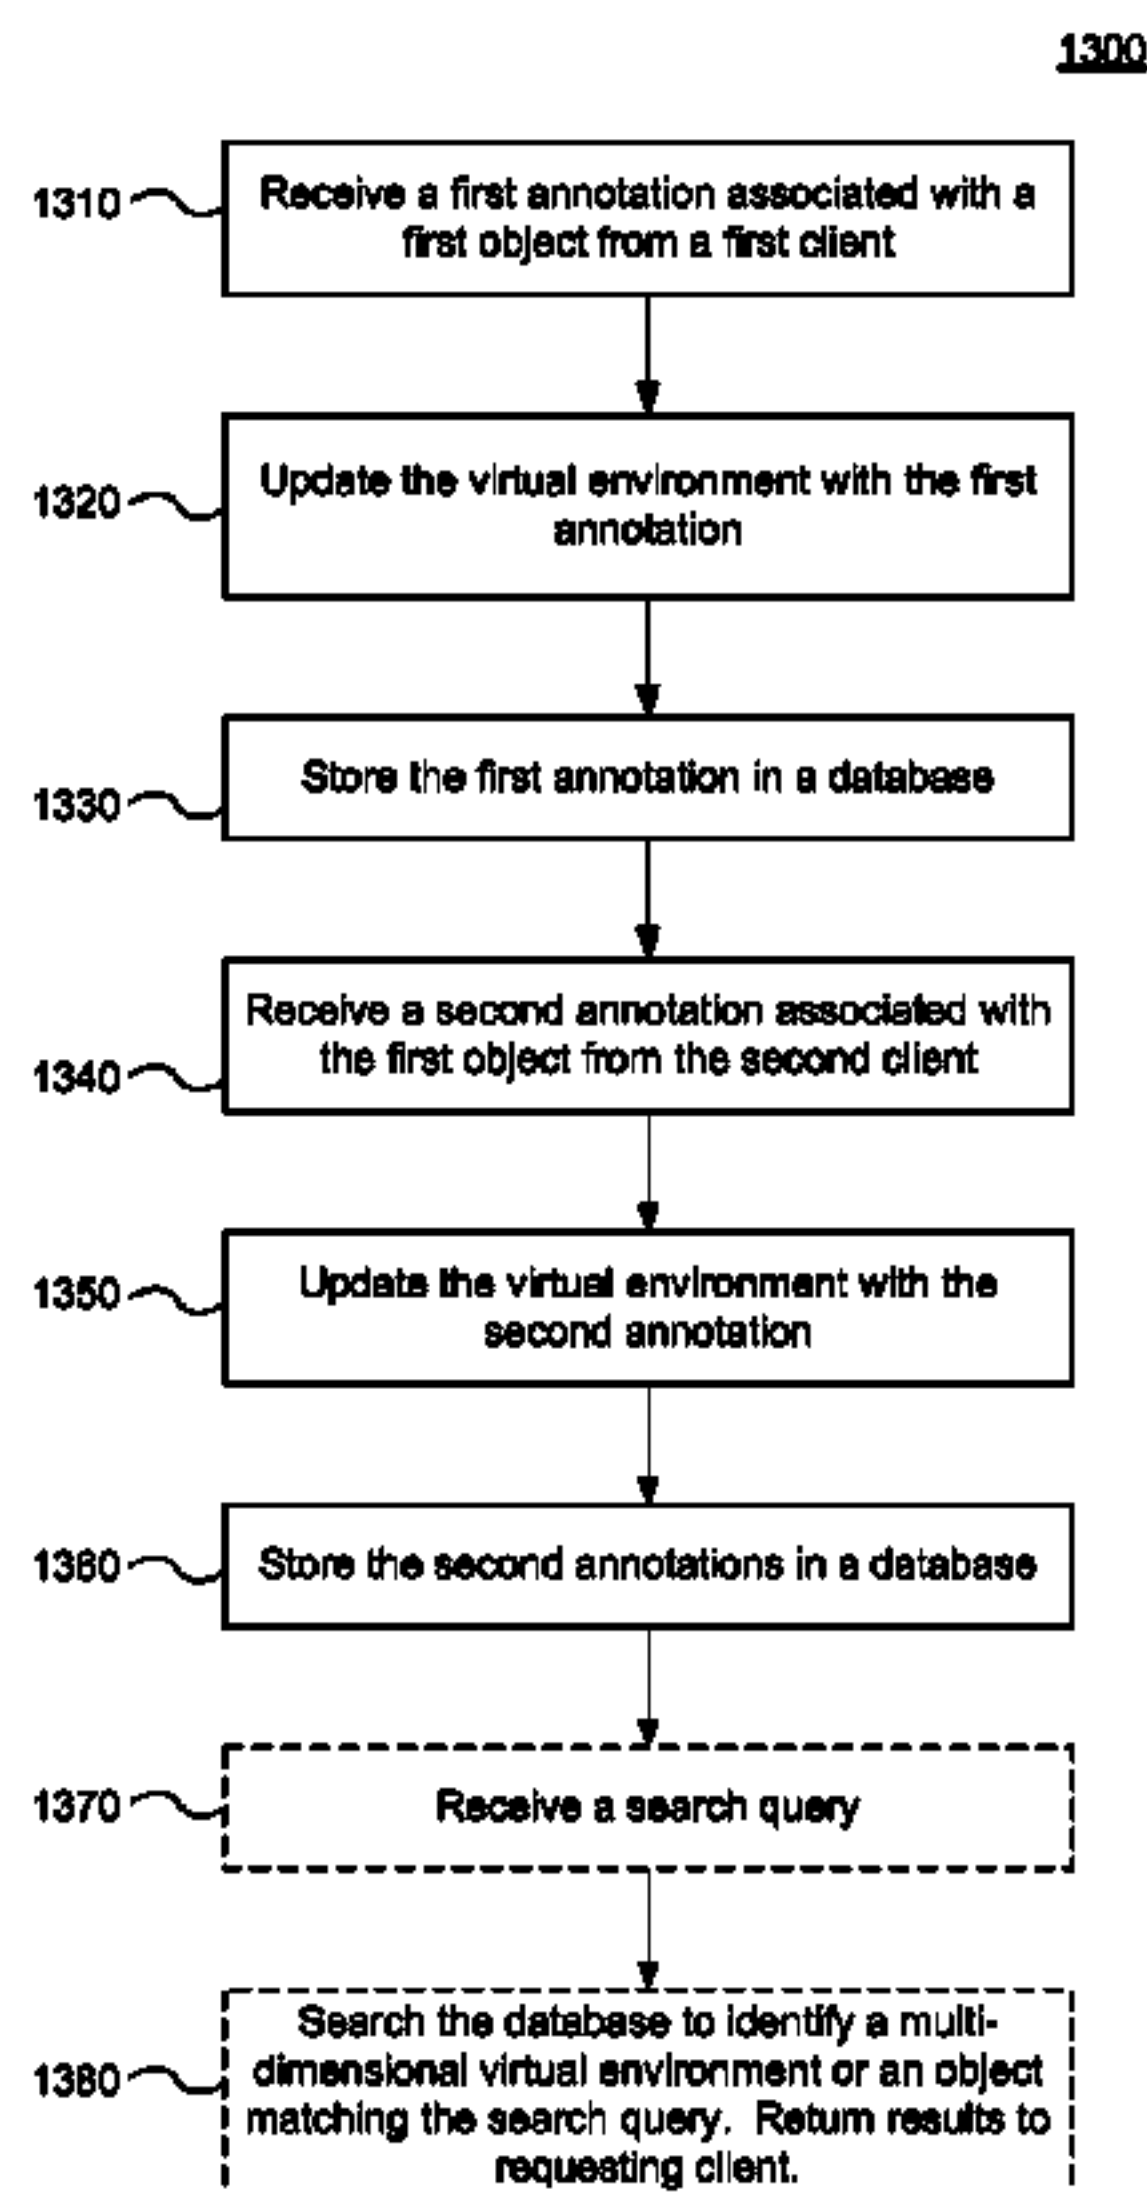 1300
1310
Receive a first annotation associated with a
first object from a first client
1320
Update the virtual environment with the first
annotation
1330
Store the first annotation in a database
1340
Receive a second annotation associated with
the first object from the second client
1350
Update the virtual environment with the
second annotation
1360
Store the second annotations in a database
1370
Receive a search query
1380
Search the database to identify a multi-
dimensional virtual environment or an object
matching the search query. Return results to
requesting client.